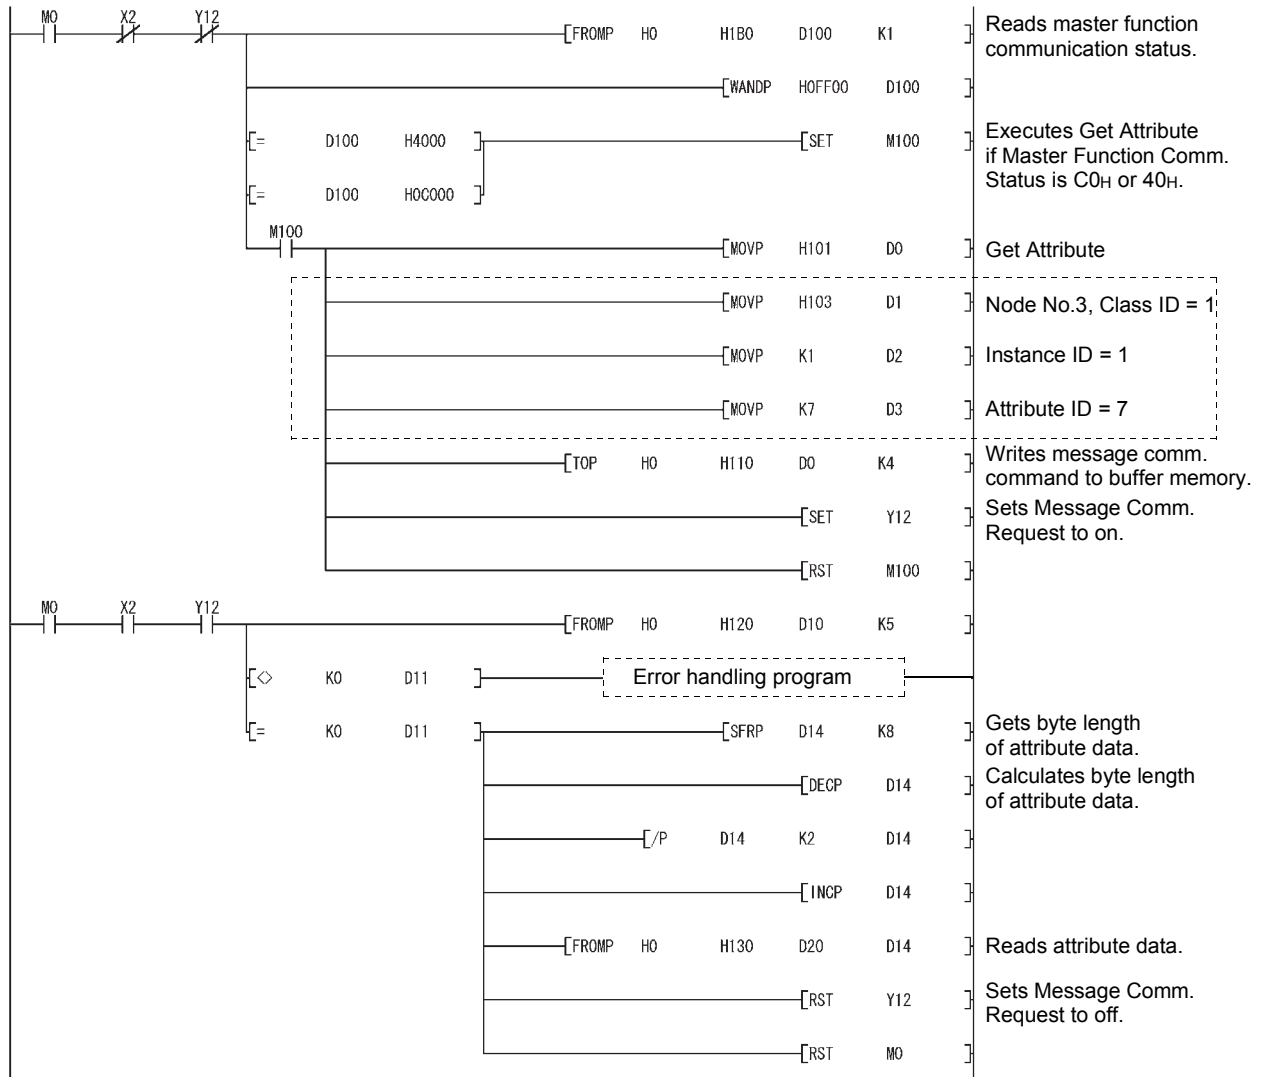 M0 X2 Y12
[FROMP H0 H1B0 D100 K1 ] Reads master function
communication status.
[WANDP H0FF00 D100 ]
[= D100 H4000 ] [SET M100 ] Executes Get Attribute
if Master Function Comm.
Status is C0H or 40H.
[= D100 H0C000 ]
M100
[MOVP H101 D0 ] Get Attribute
[MOVP H103 D1 ] Node No.3, Class ID = 1
[MOVP K1 D2 ] Instance ID = 1
[MOVP K7 D3 ] Attribute ID = 7
[TOP H0 H110 D0 K4 ] Writes message comm.
command to buffer memory.
[SET Y12 ] Sets Message Comm.
Request to on.
[RST M100 ]
M0 X2 Y12
[FROMP H0 H120 D10 K5 ]
[<> K0 D11 ] Error handling program
[= K0 D11 ] [SFRP D14 K8 ] Gets byte length
of attribute data.
[DECP D14 ] Calculates byte length
of attribute data.
[/P D14 K2 D14 ]
[INCP D14 ]
[FROMP H0 H130 D20 D14 ] Reads attribute data.
[RST Y12 ] Sets Message Comm.
Request to off.
[RST M0 ]